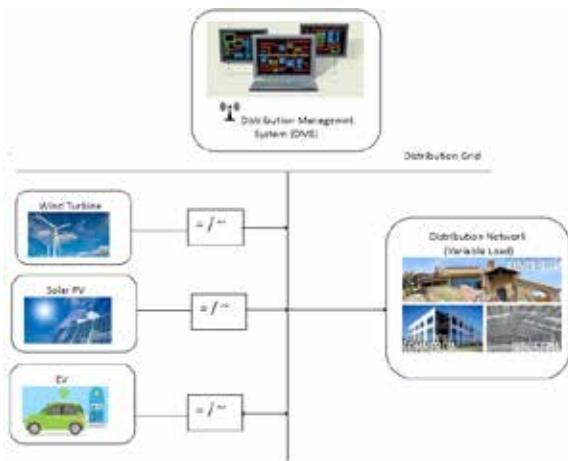 Distribution Management
System (DMS)
Distribution Grid
Wind Turbine
= / ~
Distribution Network
(Variable Load)
Solar PV
= / ~
EV
= / ~